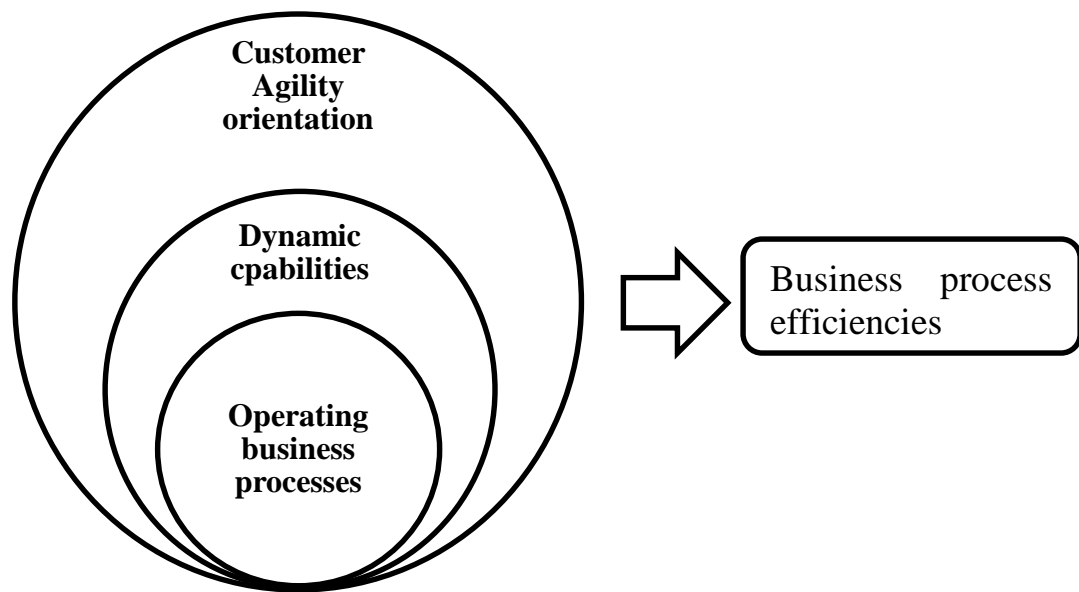 Customer
Agility
orientation
Dynamic
cpabilities
Operating
business
processes
Business process
efficiencies